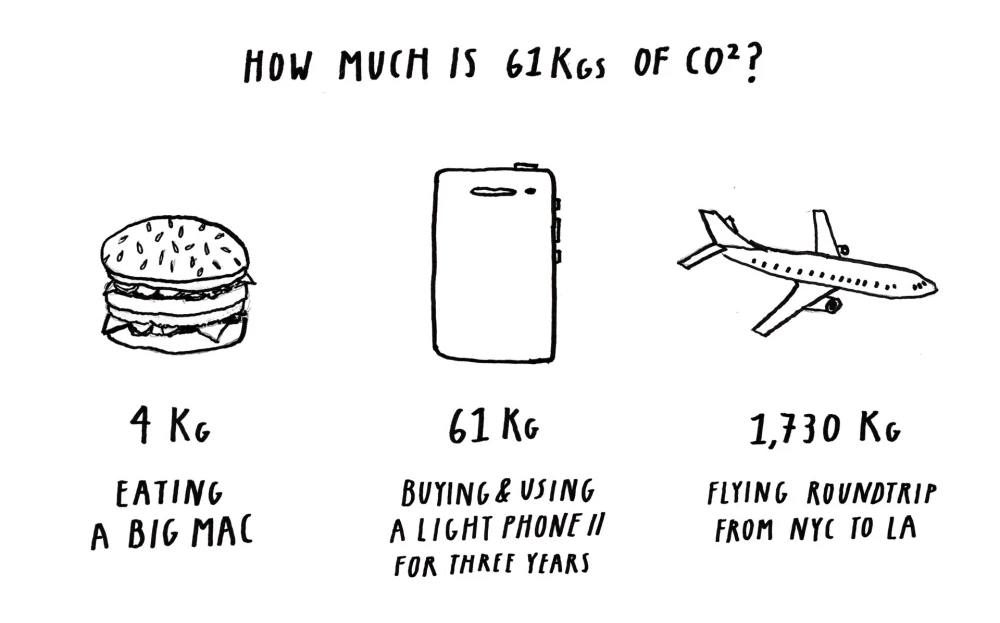 HOW MUCH IS 61KGS OF CO²?
4 KG
EATING
A BIG MAC
61 KG
BUYING & USING
A LIGHT PHONE II
FOR THREE YEARS
1,730 KG
FLYING ROUNDTRIP
FROM NYC TO LA